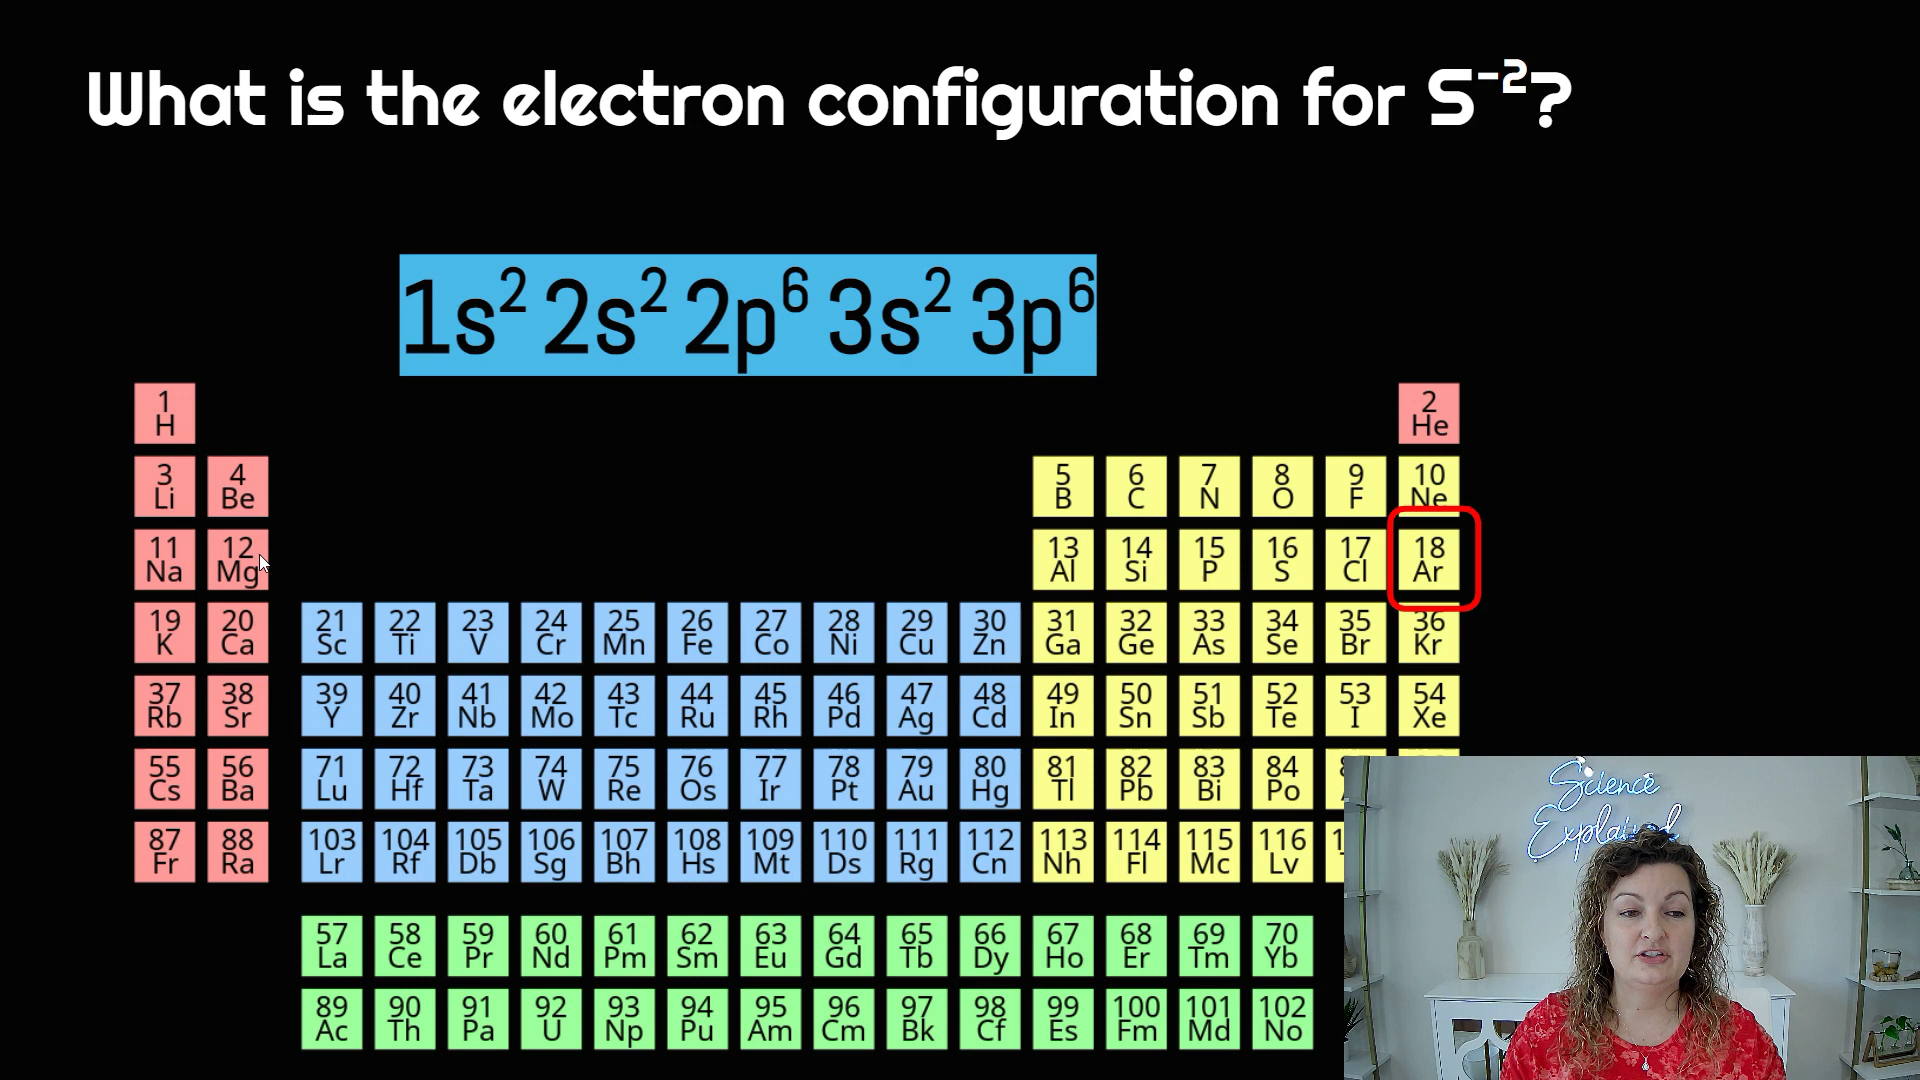 What is the electron configuration for S⁻²?
1s² 2s² 2p⁶ 3s² 3p⁶
1 2
H He
3 4 5 6 7 8 9 10
Li Be B C N O F Ne
11 12 13 14 15 16 17 18
Na Mg Al Si P S Cl Ar
19 20 21 22 23 24 25 26 27 28 29 30 31 32 33 34 35 36
K Ca Sc Ti V Cr Mn Fe Co Ni Cu Zn Ga Ge As Se Br Kr
37 38 39 40 41 42 43 44 45 46 47 48 49 50 51 52 53 54
Rb Sr Y Zr Nb Mo Tc Ru Rh Pd Ag Cd In Sn Sb Te I Xe
55 56 71 72 73 74 75 76 77 78 79 80 81 82 83 84
Cs Ba Lu Hf Ta W Re Os Ir Pt Au Hg Tl Pb Bi Po
87 88 103 104 105 106 107 108 109 110 111 112 113 114 115 116
Fr Ra Lr Rf Db Sg Bh Hs Mt Ds Rg Cn Nh Fl Mc Lv
57 58 59 60 61 62 63 64 65 66 67 68 69 70
La Ce Pr Nd Pm Sm Eu Gd Tb Dy Ho Er Tm Yb
89 90 91 92 93 94 95 96 97 98 99 100 101 102
Ac Th Pa U Np Pu Am Cm Bk Cf Es Fm Md No
Science
Explained